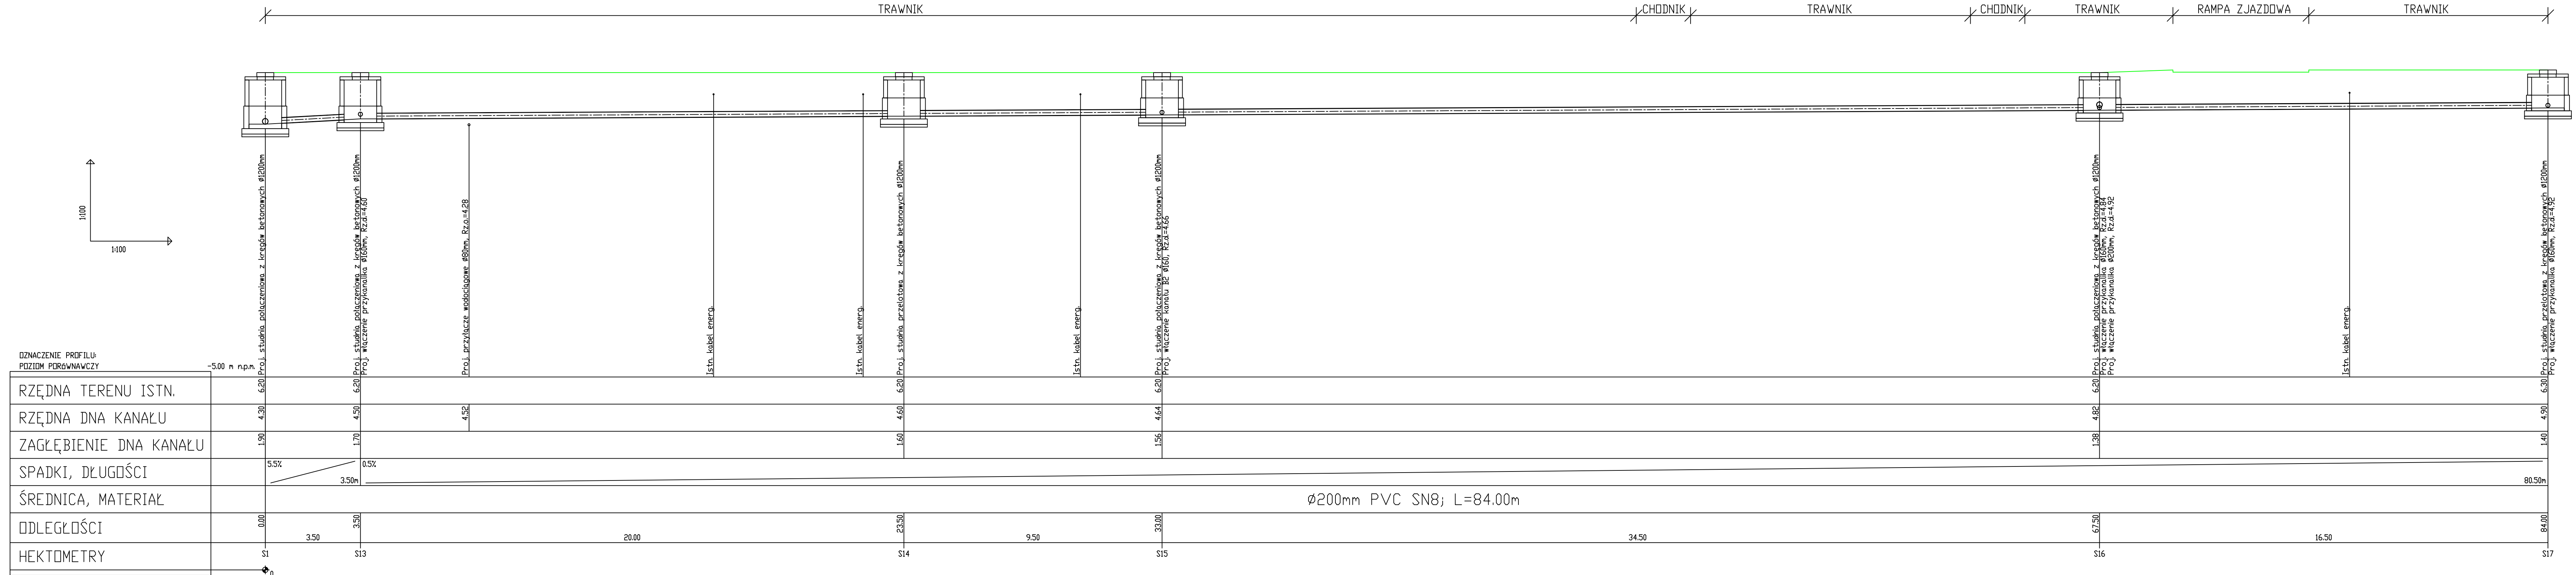 TRAWNIK CHODNIK TRAWNIK CHODNIK TRAWNIK RAMPA ZJAZDOWA TRAWNIK
1:100
1:100
Proj. studnia połączeniowa z kręgów betonowych Ø1200mm
Proj. studnia połączeniowa z kręgów betonowych Ø1200mm
Proj. włączenie przykanalika Ø160mm, Rz.d.=4.60
Proj. przyłącze wodociągowe Ø80mm, Rz.o.=4.28
Istn. kabel energ.
Istn. kabel energ.
Proj. studnia przelotowa z kręgów betonowych Ø1200mm
Istn. kabel energ.
Proj. studnia połączeniowa z kręgów betonowych Ø1200mm
Proj. włączenie kanału B2 Ø160, Rz.d.=4.66
Proj. studnia połączeniowa z kręgów betonowych Ø1200mm
Proj. włączenie przykanalika Ø160mm, Rz.d.=4.84
Proj. włączenie przykanalika Ø200mm, Rz.d.=4.92
Istn. kabel energ.
Proj. studnia przelotowa z kręgów betonowych Ø1200mm
Proj. włączenie przykanalika Ø160mm, Rz.d.=4.92
OZNACZENIE PROFILU:
POZIOM PORÓWNAWCZY -5.00 m n.p.m.
RZĘDNA TERENU ISTN. 6.20 6.20 6.20 6.20 6.20 6.30
RZĘDNA DNA KANAŁU 4.30 4.50 4.52 4.60 4.64 4.82 4.90
ZAGŁĘBIENIE DNA KANAŁU 1.90 1.70 1.60 1.56 1.38 1.40
SPADKI, DŁUGOŚCI 5.5% 3.50m 0.5% 80.50m
ŚREDNICA, MATERIAŁ Ø200mm PVC SN8; L=84.00m
ODLEGŁOŚCI 0.00 3.50 23.50 33.00 67.50 84.00
3.50 20.00 9.50 34.50 16.50
HEKTOMETRY S1 S13 S14 S15 S16 S17
0